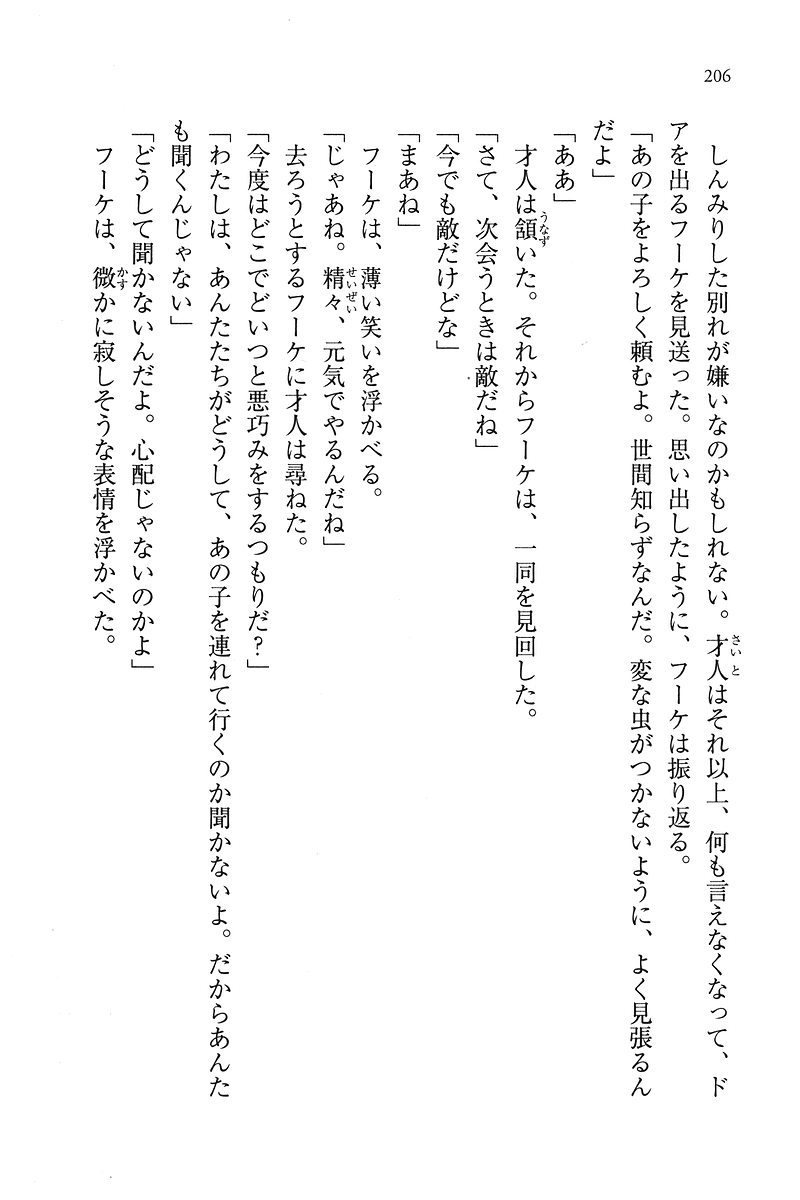 206
しんみりした別れが嫌いなのかもしれない。才人はそれ以上、何も言えなくなって、ド
アを出るフーケを見送った。思い出したように、フーケは振り返る。
「あの子をよろしく頼むよ。世間知らずなんだ。変な虫がつかないように、よく見張るん
だよ」
「ああ」
才人は頷いた。それからフーケは、一同を見回した。
「さて、次会うときは敵だね」
「今でも敵だけどな」
「まあね」
フーケは、薄い笑いを浮かべる。
「じゃあね。精々、元気でやるんだね」
去ろうとするフーケに才人は尋ねた。
「今度はどこでどいつと悪巧みをするつもりだ?」
「わたしは、あんたたちがどうして、あの子を連れて行くのか聞かないよ。だからあんた
も聞くんじゃない」
「どうして聞かないんだよ。心配じゃないのかよ」
フーケは、微かに寂しそうな表情を浮かべた。